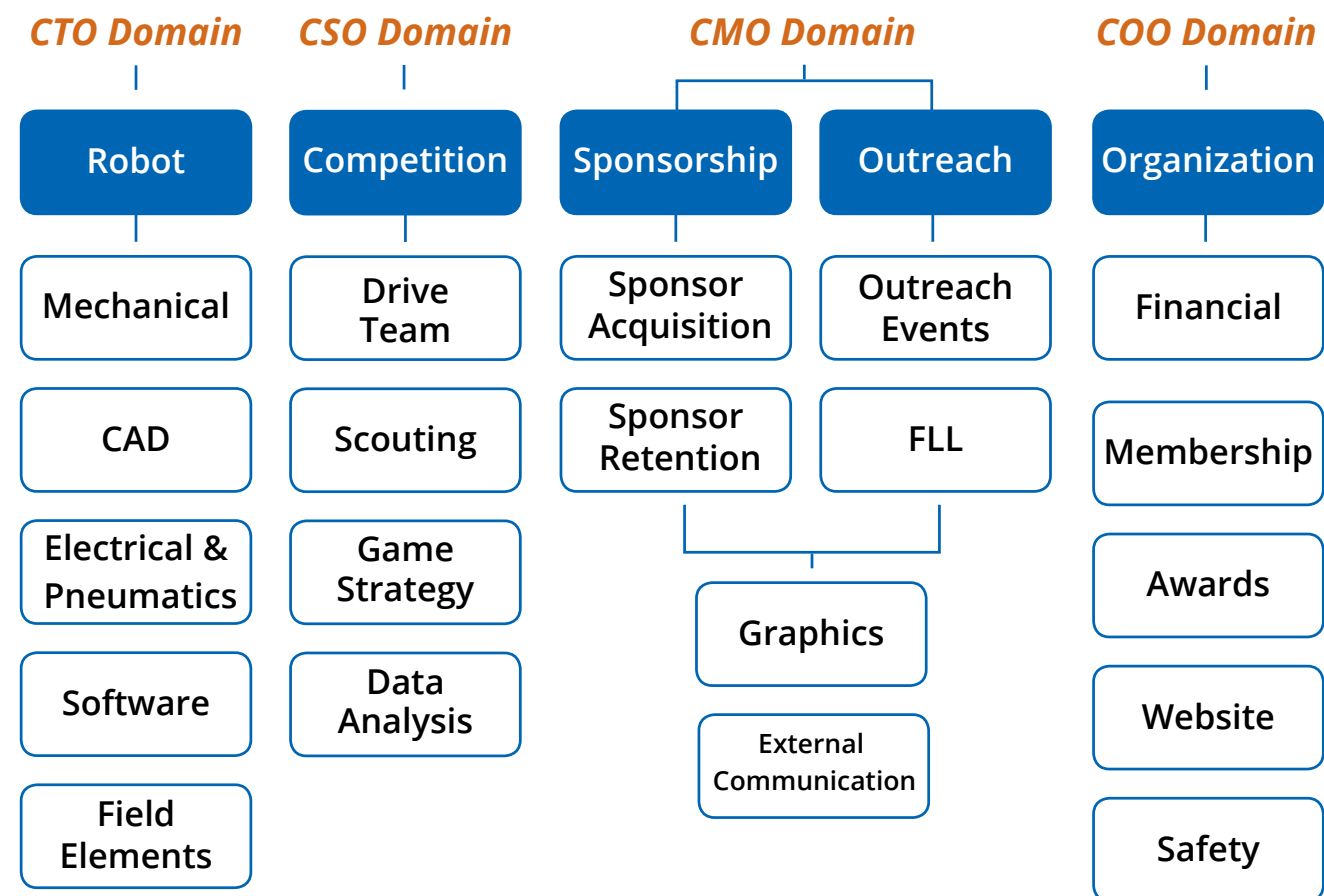 CTO Domain
CSO Domain
CMO Domain
COO Domain
Robot
Competition
Sponsorship
Outreach
Organization
Mechanical
CAD
Electrical &
Pneumatics
Software
Field
Elements
Drive
Team
Scouting
Game
Strategy
Data
Analysis
Sponsor
Acquisition
Sponsor
Retention
Outreach
Events
FLL
Graphics
External
Communication
Financial
Membership
Awards
Website
Safety